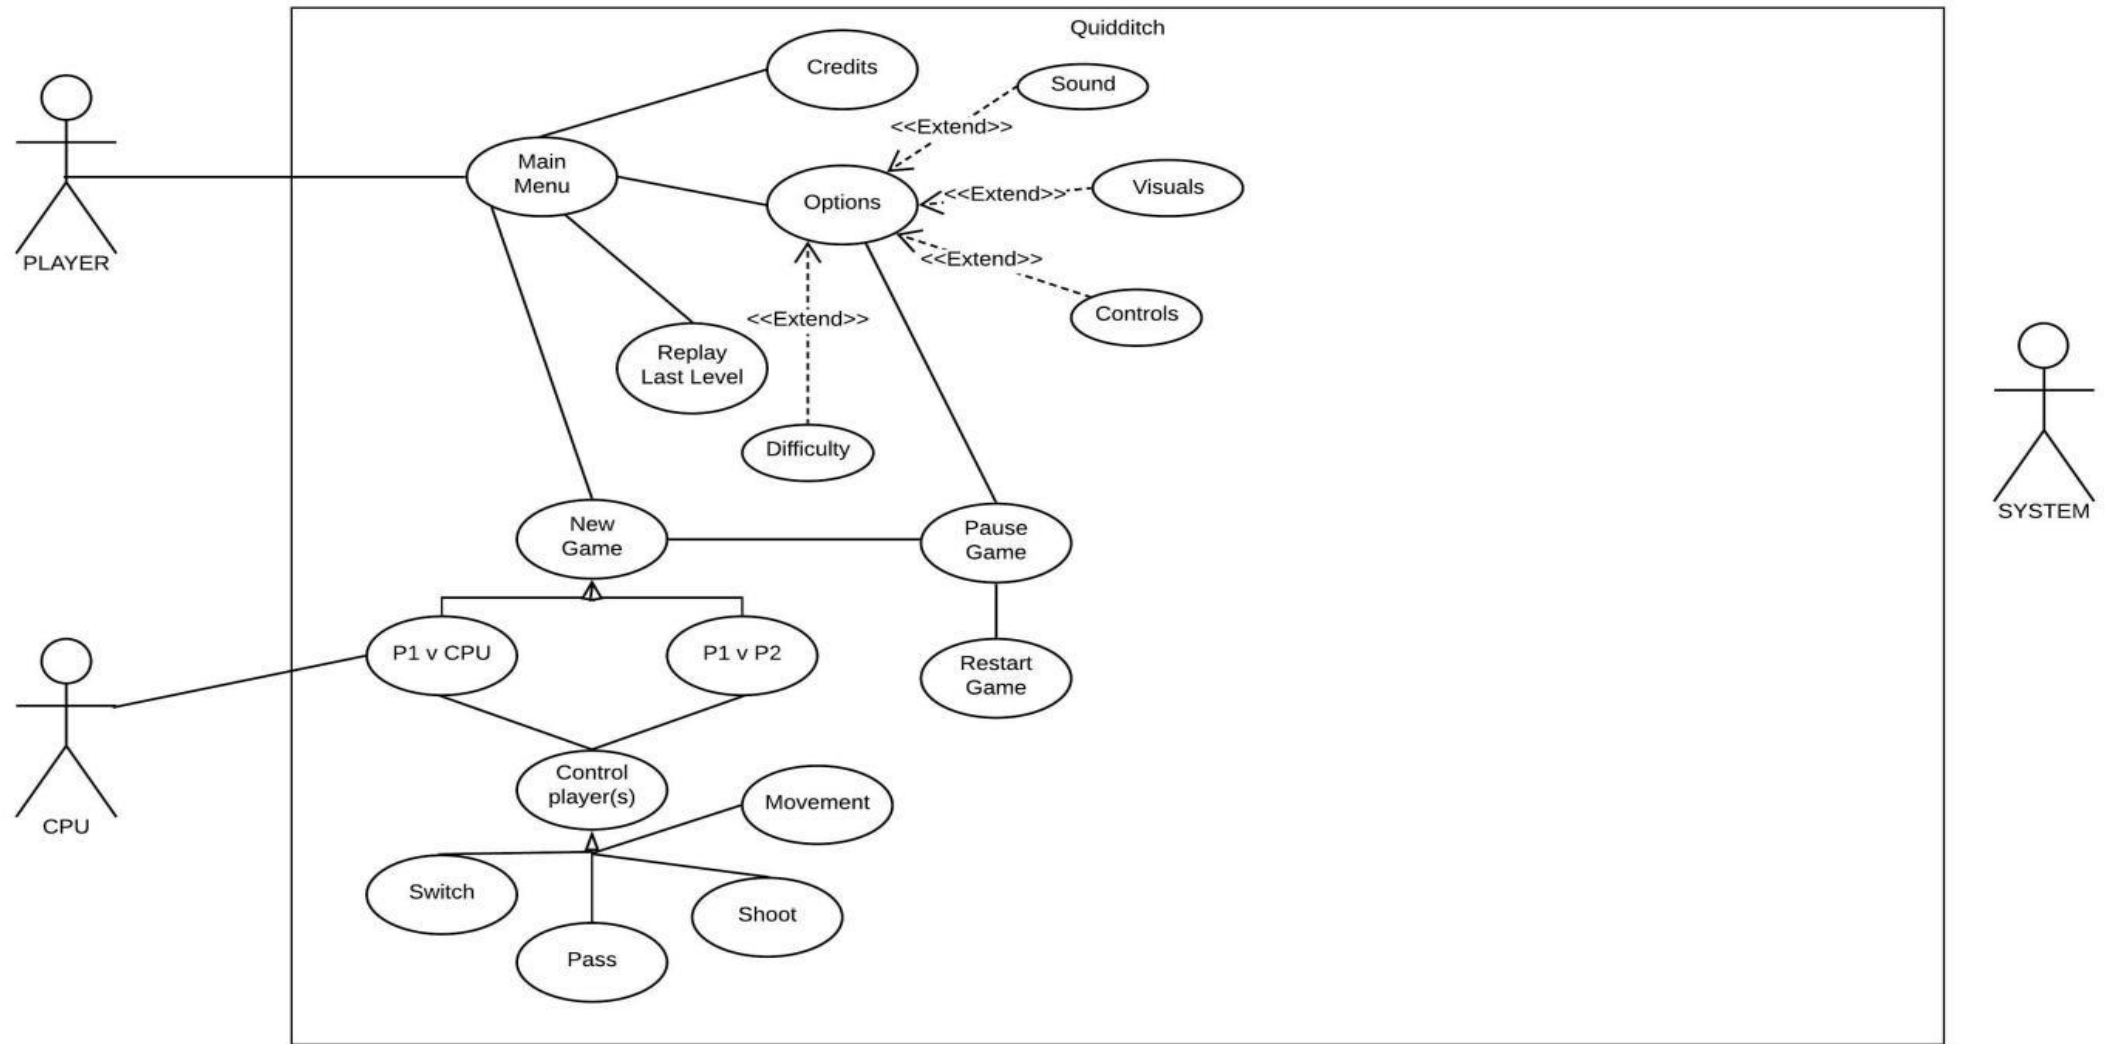 Quidditch
Credits
Sound
<<Extend>>
Main
Menu
Options
<<Extend>>
Visuals
<<Extend>>
Controls
PLAYER
<<Extend>>
Replay
Last Level
Difficulty
SYSTEM
New
Game
Pause
Game
P1 v CPU
P1 v P2
Restart
Game
Control
player(s)
Movement
CPU
Switch
Shoot
Pass